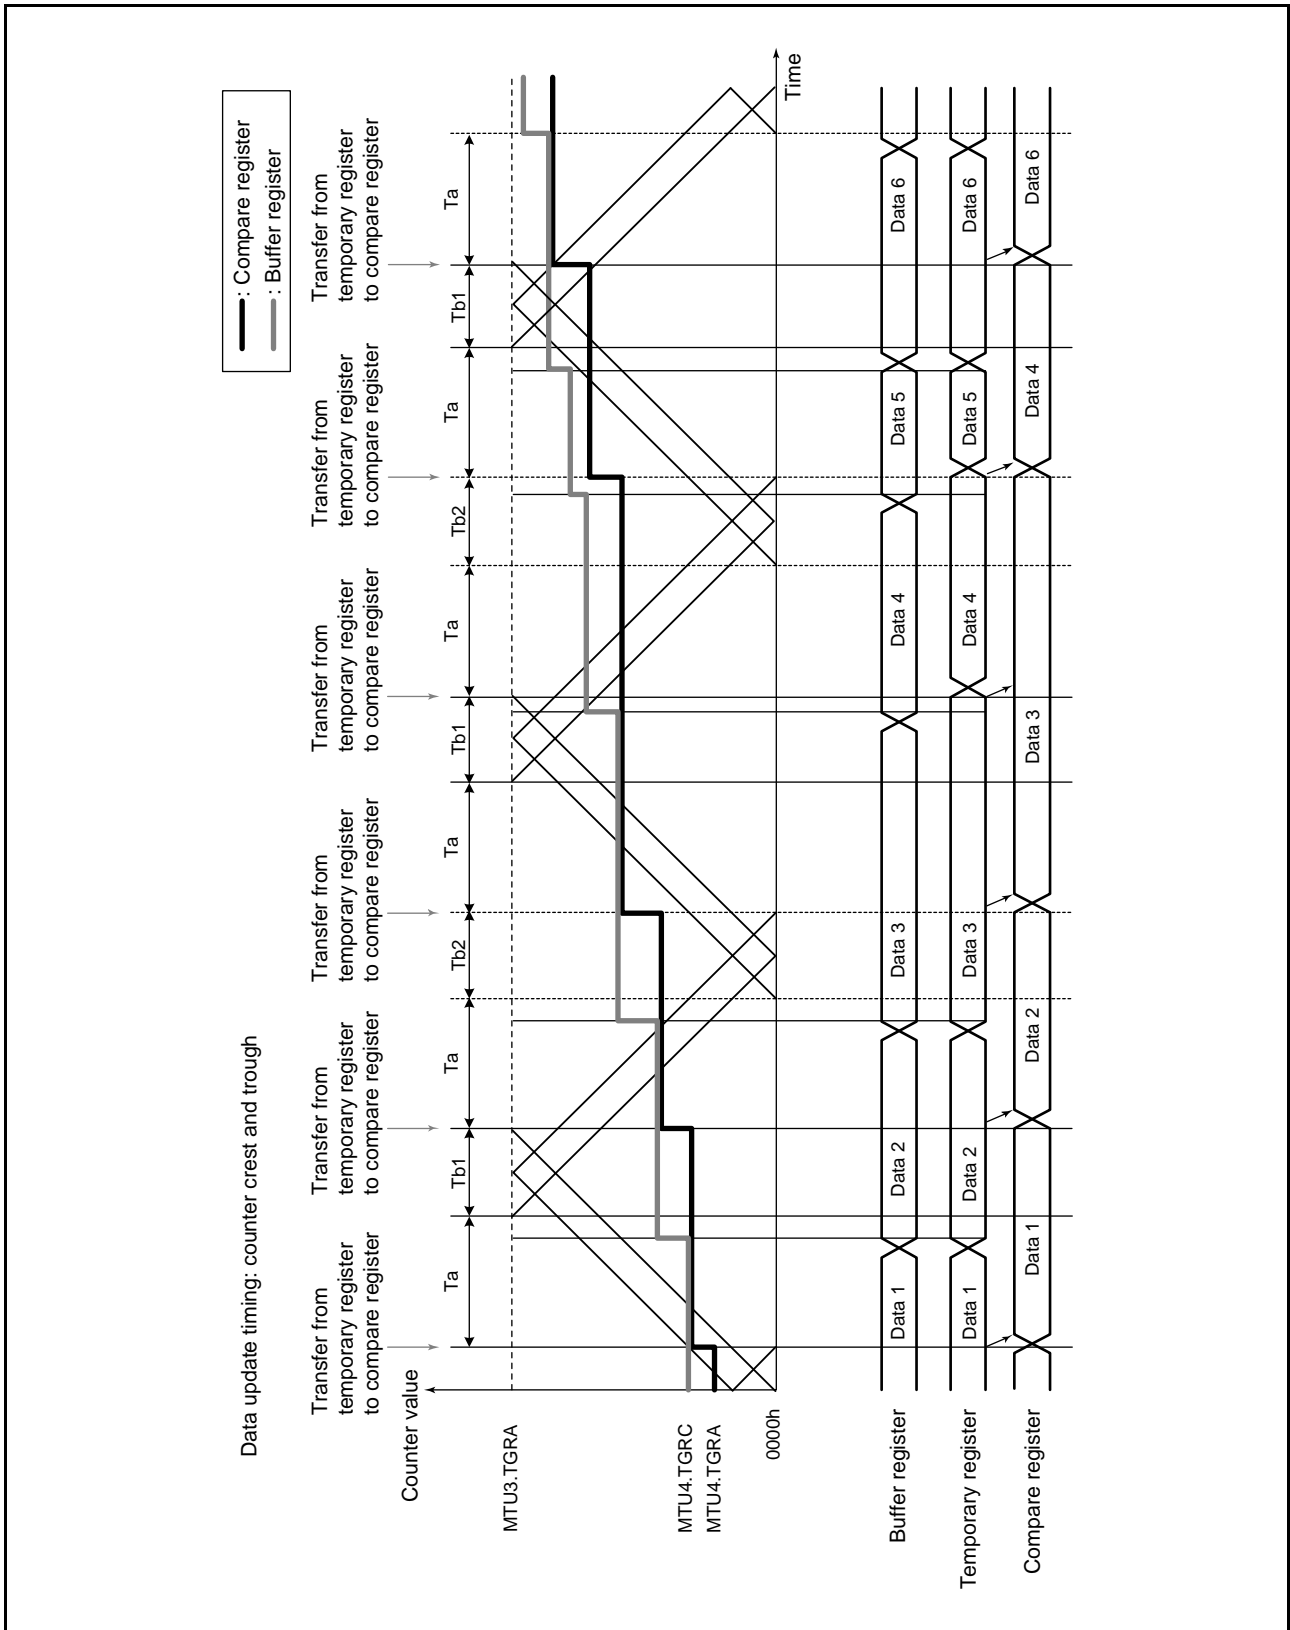 Data update timing: counter crest and trough
: Compare register
: Buffer register
Transfer from
temporary register
to compare register
Transfer from
temporary register
to compare register
Transfer from
temporary register
to compare register
Transfer from
temporary register
to compare register
Transfer from
temporary register
to compare register
Transfer from
temporary register
to compare register
Counter value
Ta
Tb1
Ta
Tb2
Ta
Tb1
Ta
Tb2
Ta
Tb1
Ta
MTU3.TGRA
MTU4.TGRC
MTU4.TGRA
0000h
Time
Buffer register
Data 1
Data 2
Data 3
Data 4
Data 5
Data 6
Temporary register
Data 1
Data 2
Data 3
Data 4
Data 5
Data 6
Compare register
Data 1
Data 2
Data 3
Data 4
Data 6